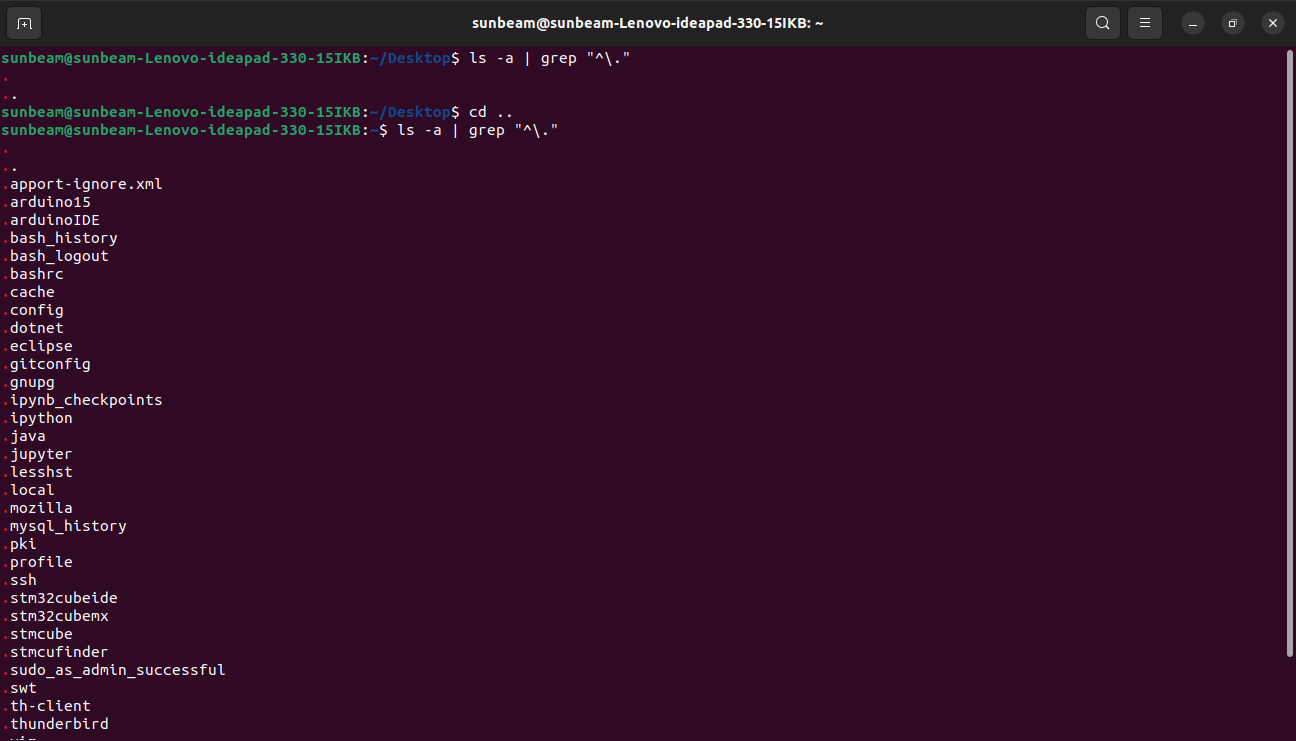 sunbeam@sunbeam-Lenovo-ideapad-330-15IKB: ~
sunbeam@sunbeam-Lenovo-ideapad-330-15IKB:~/Desktop$ ls -a | grep "^\."
.
..
sunbeam@sunbeam-Lenovo-ideapad-330-15IKB:~/Desktop$ cd ..
sunbeam@sunbeam-Lenovo-ideapad-330-15IKB:~$ ls -a | grep "^\."
.
..
.apport-ignore.xml
.arduino15
.arduinoIDE
.bash_history
.bash_logout
.bashrc
.cache
.config
.dotnet
.eclipse
.gitconfig
.gnupg
.ipynb_checkpoints
.ipython
.java
.jupyter
.lesshst
.local
.mozilla
.mysql_history
.pki
.profile
.ssh
.stm32cubeide
.stm32cubemx
.stmcube
.stmcufinder
.sudo_as_admin_successful
.swt
.th-client
.thunderbird